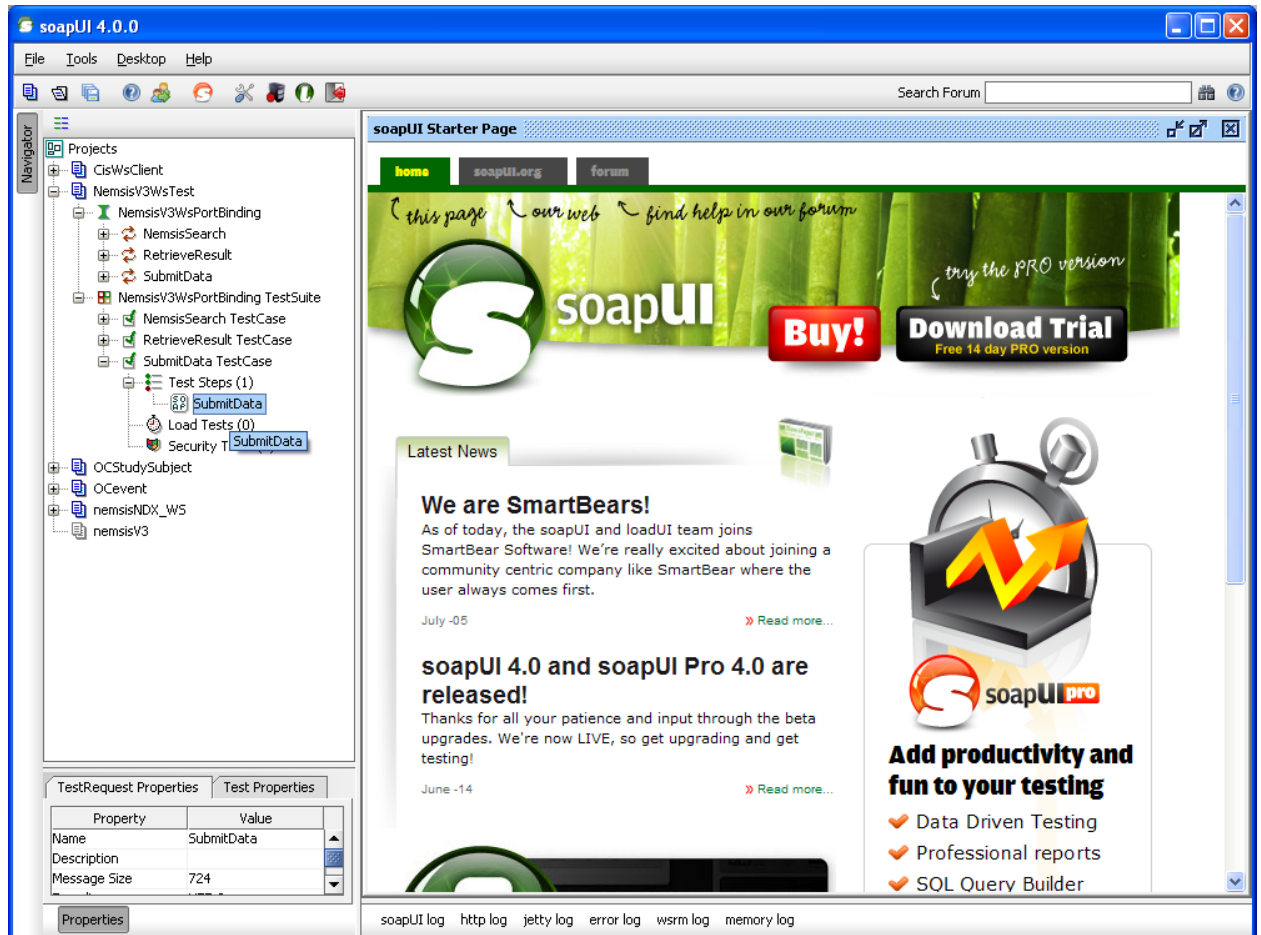 soapUI 4.0.0
File Tools Desktop Help
Search Forum
Navigator
Projects
CisWsClient
NemsisV3WsTest
NemsisV3WsPortBinding
NemsisSearch
RetrieveResult
SubmitData
NemsisV3WsPortBinding TestSuite
NemsisSearch TestCase
RetrieveResult TestCase
SubmitData TestCase
Test Steps (1)
SubmitData
Load Tests (0)
Security T
SubmitData
OCStudySubject
OCevent
nemsisNDX_WS
nemsisV3
TestRequest Properties Test Properties
Property Value
Name SubmitData
Description
Message Size 724
Properties
soapUI Starter Page
home soapUI.org forum
this page our web find help in our forum
try the PRO version
soapUI
Buy!
Download Trial
Free 14 day PRO version
Latest News
We are SmartBears!
As of today, the soapUI and loadUI team joins
SmartBear Software! We're really excited about joining a
community centric company like SmartBear where the
user always comes first.
July -05 » Read more...
soapUI 4.0 and soapUI Pro 4.0 are
released!
Thanks for all your patience and input through the beta
upgrades. We're now LIVE, so get upgrading and get
testing!
June -14 » Read more...
soapUI pro
Add productivity and
fun to your testing
Data Driven Testing
Professional reports
SQL Query Builder
soapUI log http log jetty log error log wsrm log memory log